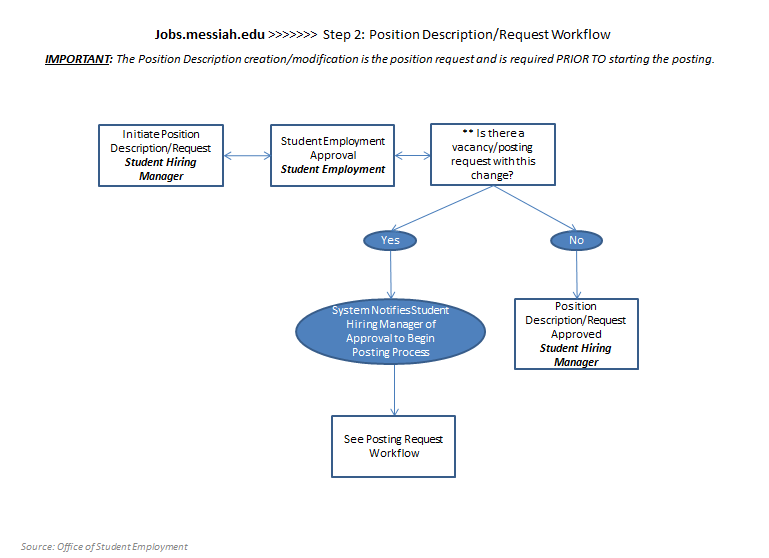 Jobs.messiah.edu >>>>>>> Step 2: Position Description/Request Workflow
IMPORTANT: The Position Description creation/modification is the position request and is required PRIOR TO starting the posting.
Initiate Position
Description/Request
Student Hiring
Manager
Student Employment
Approval
Student Employment
** Is there a
vacancy/posting
request with this
change?
Yes
No
System Notifies Student
Hiring Manager of
Approval to Begin
Posting Process
Position
Description/Request
Approved
Student Hiring
Manager
See Posting Request
Workflow
Source: Office of Student Employment